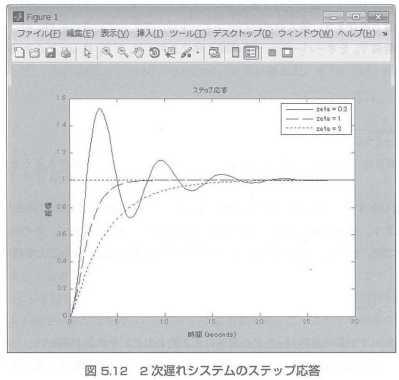 Figure 1
ファイル(F) 編集(E) 表示(V) 挿入(I) ツール(T) デスクトップ(D) ウィンドウ(W) ヘルプ(H)
ステップ応答
1.6
1.4
1.2
1
0.8
0.6
0.4
0.2
0
振幅
zeta = 0.2
zeta = 1
zeta = 2
0 5 10 15 20 25 30
時間 (seconds)
図 5.12 2 次遅れシステムのステップ応答